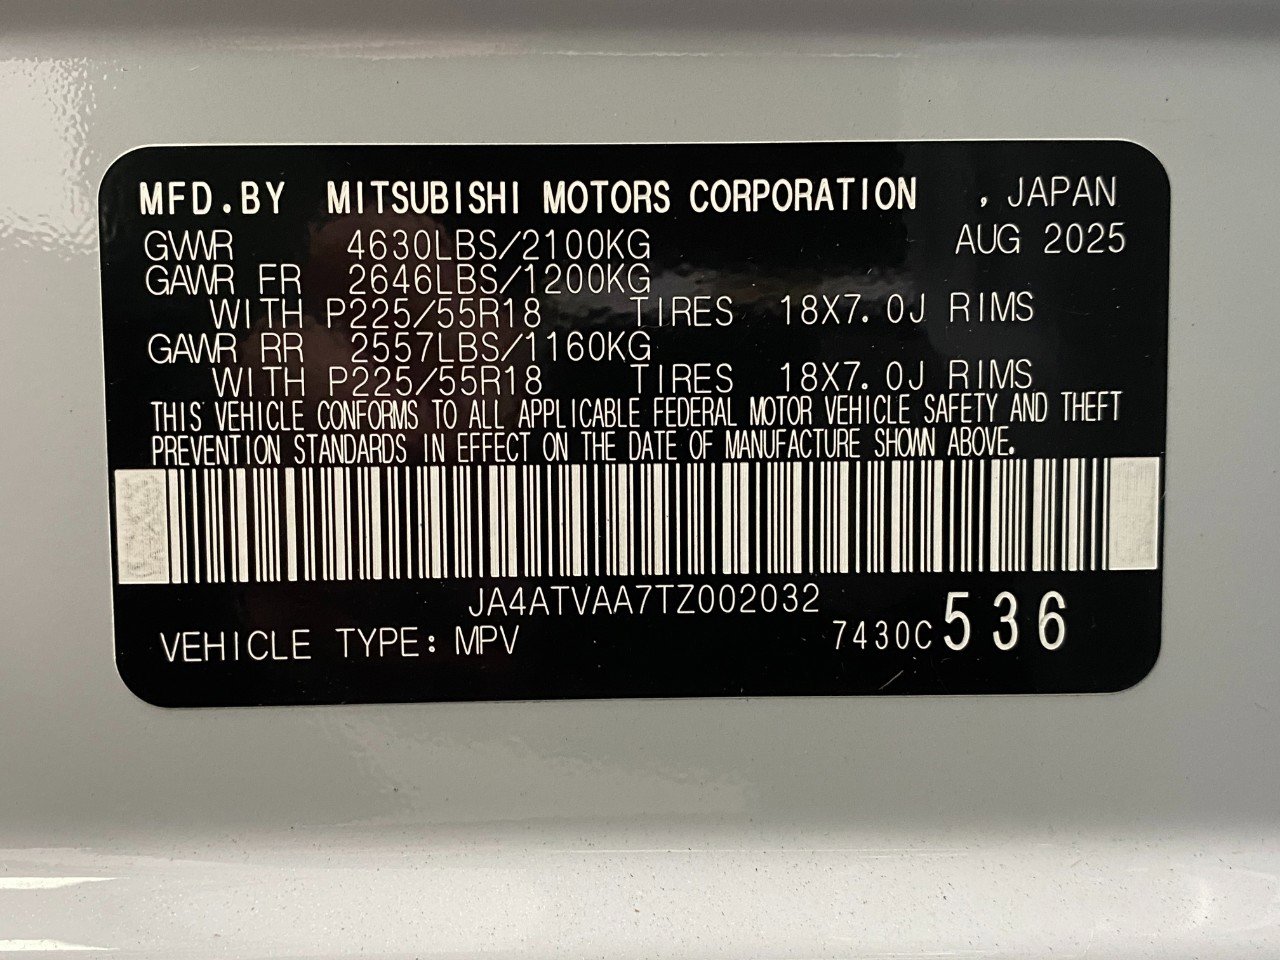 MFD.BY MITSUBISHI MOTORS CORPORATION , JAPAN
GVWR 4630LBS/2100KG AUG 2025
GAWR FR 2646LBS/1200KG
WITH P225/55R18 TIRES 18X7.0J RIMS
GAWR RR 2557LBS/1160KG
WITH P225/55R18 TIRES 18X7.0J RIMS
THIS VEHICLE CONFORMS TO ALL APPLICABLE FEDERAL MOTOR VEHICLE SAFETY AND THEFT
PREVENTION STANDARDS IN EFFECT ON THE DATE OF MANUFACTURE SHOWN ABOVE.
JA4ATVAA7TZ002032
VEHICLE TYPE: MPV 7430C 536